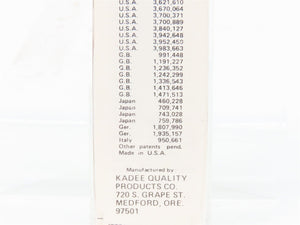 U.S.A. 3,621,610
U.S.A. 3,670,064
U.S.A. 3,700,371
U.S.A. 3,700,889
U.S.A. 3,840,127
U.S.A. 3,942,648
U.S.A. 3,952,450
U.S.A. 3,983,663
G.B. 991,448
G.B. 1,191,227
G.B. 1,236,352
G.B. 1,242,299
G.B. 1,336,543
G.B. 1,413,646
G.B. 1,471,513
Japan 460,228
Japan 709,741
Japan 743,028
Japan 759,786
Ger. 1,807,990
Ger. 1,935,157
Italy 950,661
Other patents pend.
Made in U.S.A.
Manufactured by
KADEE QUALITY
PRODUCTS CO.
720 S. GRAPE ST.
MEDFORD, ORE.
97501